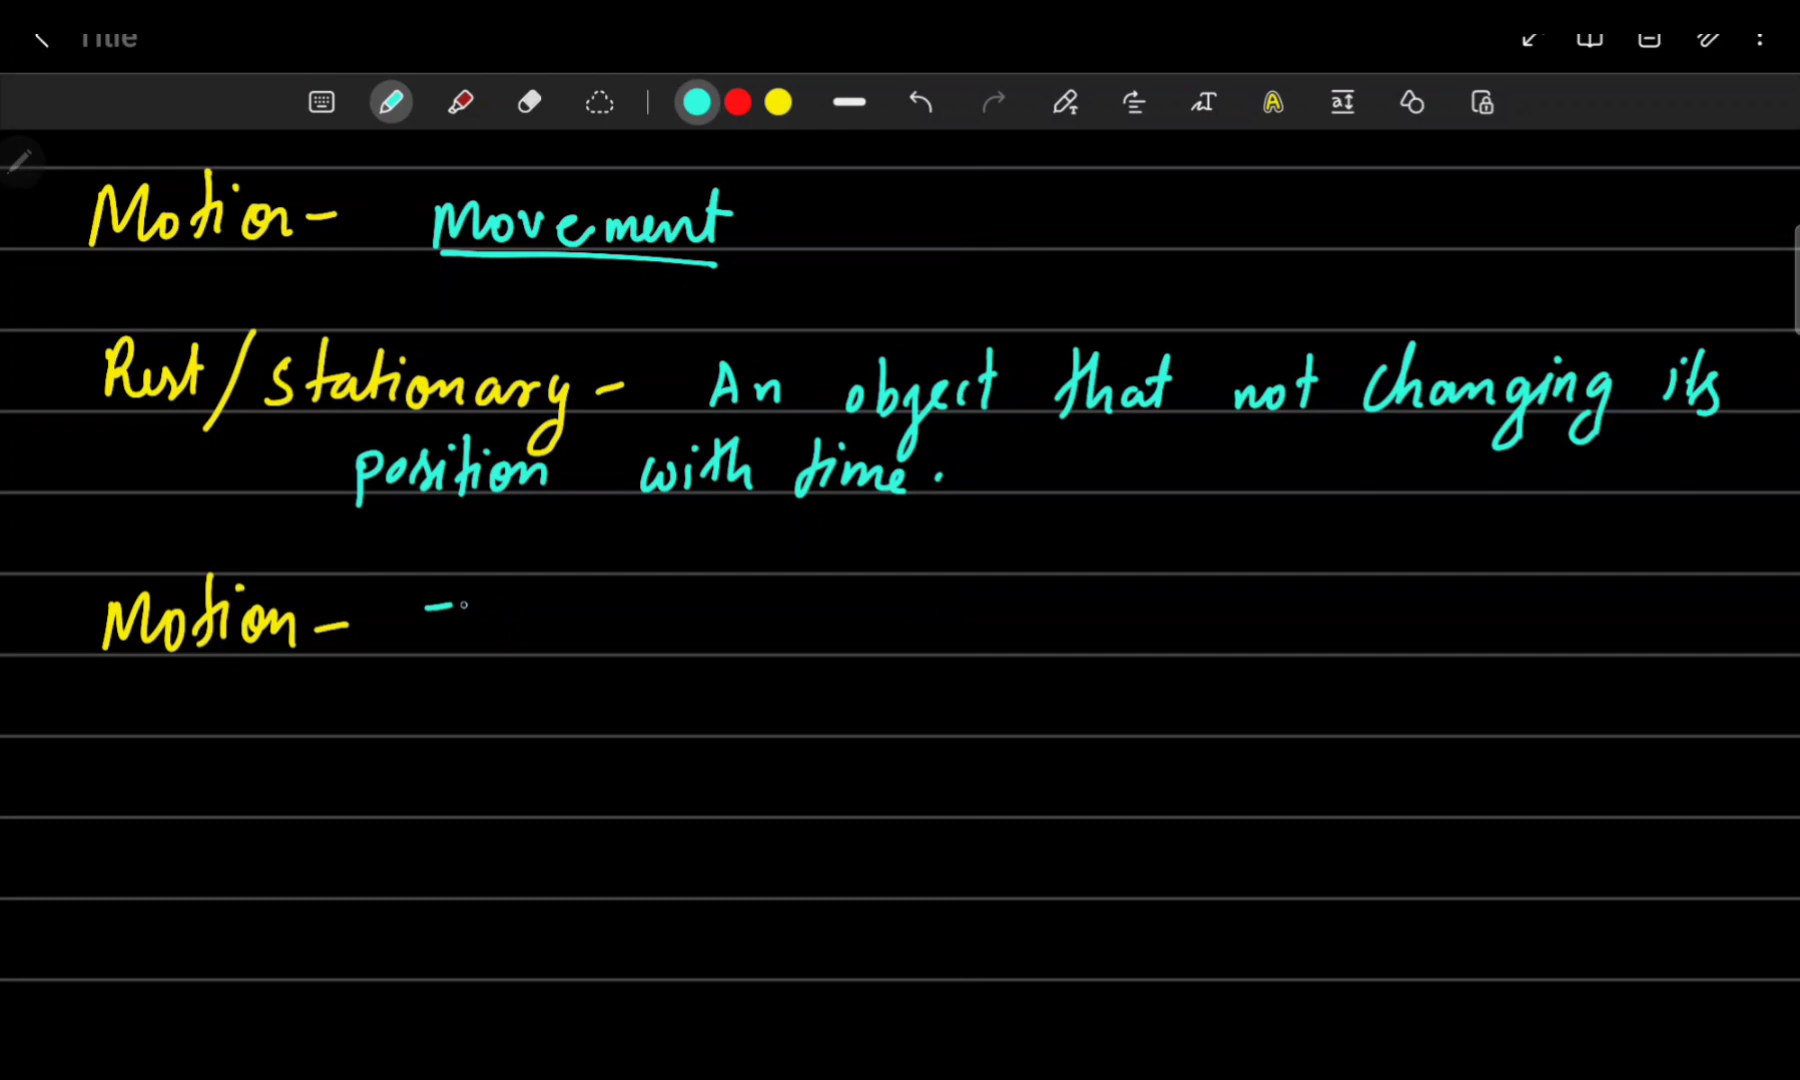 Title
Motion- Movement
Rest/Stationary- An object that not changing its
position with time.
Motion-